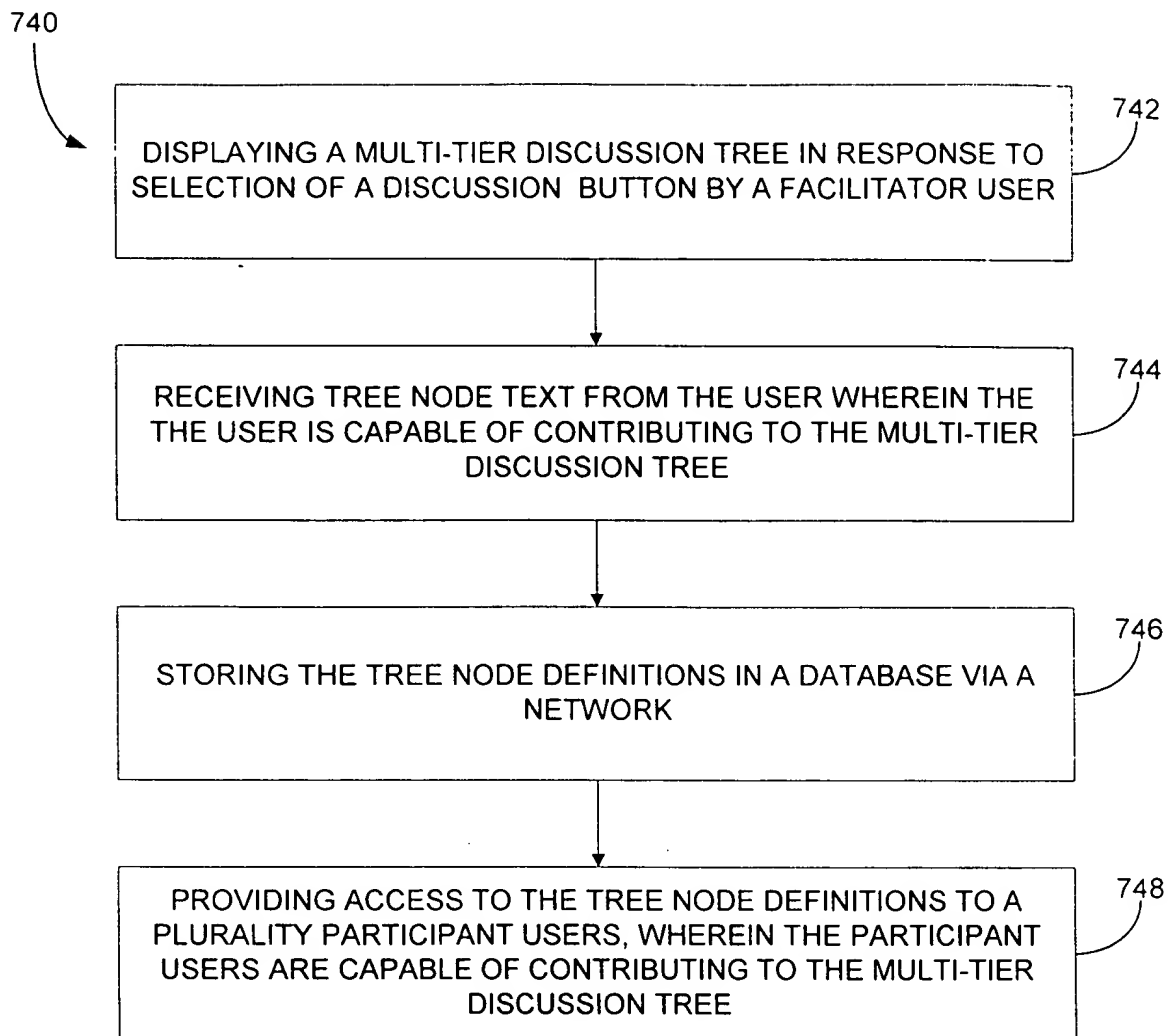 740
742
DISPLAYING A MULTI-TIER DISCUSSION TREE IN RESPONSE TO
SELECTION OF A DISCUSSION BUTTON BY A FACILITATOR USER
744
RECEIVING TREE NODE TEXT FROM THE USER WHEREIN THE
THE USER IS CAPABLE OF CONTRIBUTING TO THE MULTI-TIER
DISCUSSION TREE
746
STORING THE TREE NODE DEFINITIONS IN A DATABASE VIA A
NETWORK
748
PROVIDING ACCESS TO THE TREE NODE DEFINITIONS TO A
PLURALITY PARTICIPANT USERS, WHEREIN THE PARTICIPANT
USERS ARE CAPABLE OF CONTRIBUTING TO THE MULTI-TIER
DISCUSSION TREE